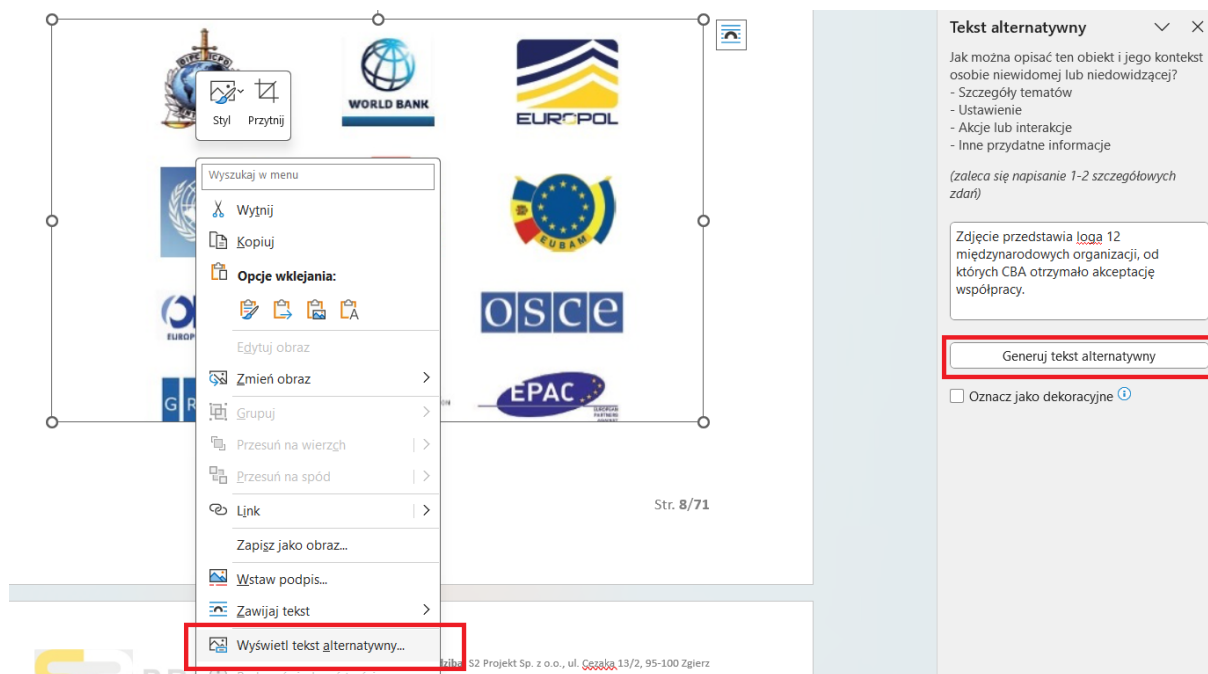 OIPC ICPO
WORLD BANK
EUROPOL
Styl
Przytnij
Wyszukaj w menu
Wytnij
Kopiuj
Opcje wklejania:
A
Edytuj obraz
Zmień obraz
Grupuj
Przesuń na wierzch
Przesuń na spód
Link
Zapisz jako obraz...
Wstaw podpis...
Zawijaj tekst
Wyświetl tekst alternatywny...
EUBAM
EUROP
osce
G R
EPAC
EUROPEAN
PARTNERS
Str. 8/71
S2 Projekt Sp. z o.o., ul. Cezaka 13/2, 95-100 Zgierz
Tekst alternatywny
Jak można opisać ten obiekt i jego kontekst
osobie niewidomej lub niedowidzącej?
- Szczegóły tematów
- Ustawienie
- Akcje lub interakcje
- Inne przydatne informacje
(zaleca się napisanie 1-2 szczegółowych
zdań)
Zdjęcie przedstawia loga 12
międzynarodowych organizacji, od
których CBA otrzymało akceptację
współpracy.
Generuj tekst alternatywny
Oznacz jako dekoracyjne